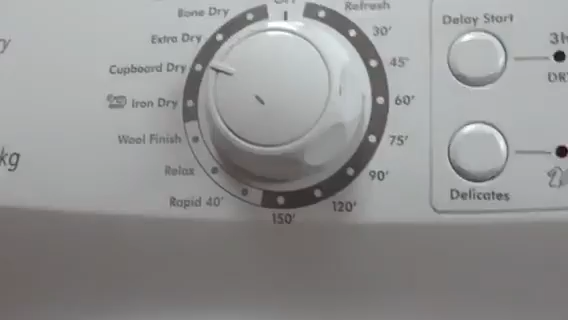 Bone Dry
Extra Dry
Cupboard Dry
Iron Dry
Wool Finish
Relax
Rapid 40'
Refresh
30'
45'
60'
75'
90'
120'
150'
Delay Start
Delicates
kg